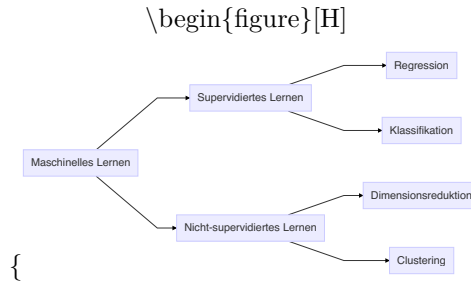 \begin{figure}[H]
Regression
Supervidiertes Lernen
Klassifikation
Maschinelles Lernen
Dimensionsreduktion
Nicht-supervidiertes Lernen
Clustering
{